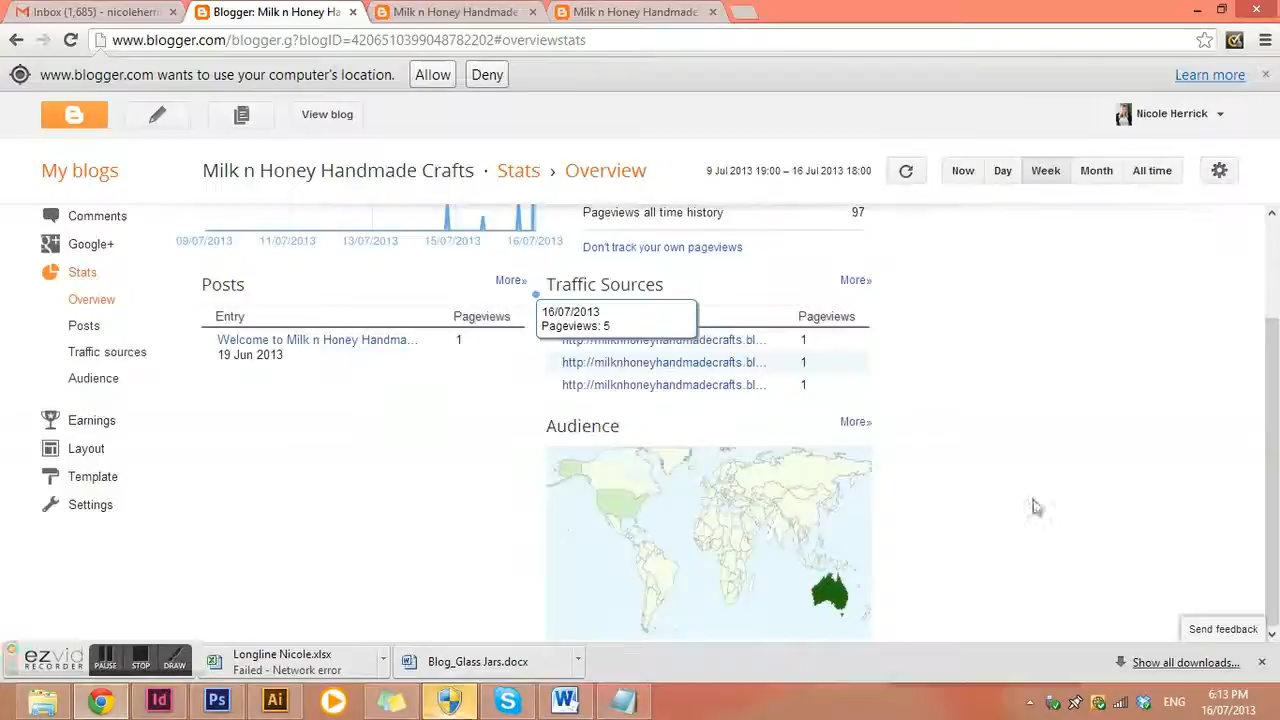 Inbox (1,685) - nicoleherri
Blogger: Milk n Honey Ha
Milk n Honey Handmade
Milk n Honey Handmade
www.blogger.com/blogger.g?blogID=4206510399048782202#overviewstats
www.blogger.com wants to use your computer's location.
Allow
Deny
Learn more
View blog
Nicole Herrick
My blogs
Milk n Honey Handmade Crafts · Stats › Overview
9 Jul 2013 19:00 – 16 Jul 2013 18:00
Now
Day
Week
Month
All time
Comments
Google+
Stats
Overview
Posts
Traffic sources
Audience
Earnings
Layout
Template
Settings
09/07/2013
11/07/2013
13/07/2013
15/07/2013
16/07/2013
Pageviews all time history
97
Don't track your own pageviews
Posts
More»
Entry
Pageviews
Welcome to Milk n Honey Handma...
1
19 Jun 2013
Traffic Sources
More»
16/07/2013
Pageviews: 5
Pageviews
http://milknhoneyhandmadecrafts.bl...
1
http://milknhoneyhandmadecrafts.bl...
1
http://milknhoneyhandmadecrafts.bl...
1
Audience
More»
Send feedback
ezvid
RECORDER
PAUSE
STOP
DRAW
Longline Nicole.xlsx
Failed - Network error
Blog_Glass Jars.docx
Show all downloads...
Id
Ps
Ai
ENG
6:13 PM
16/07/2013